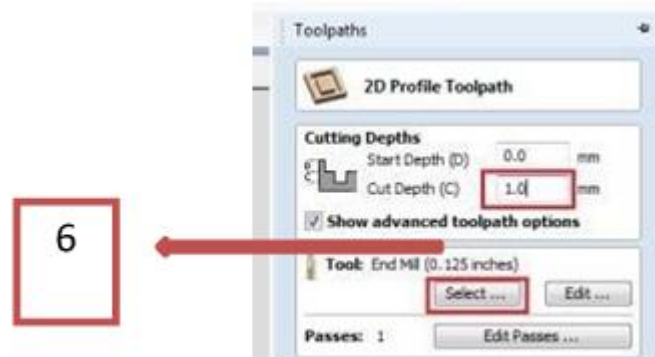 Toolpaths
2D Profile Toolpath
Cutting Depths
Start Depth (D) 0.0 mm
Cut Depth (C) 1.0 mm
Show advanced toolpath options
6
Tool: End Mill (0.125 inches)
Select ... Edit ...
Passes: 1 Edit Passes ...